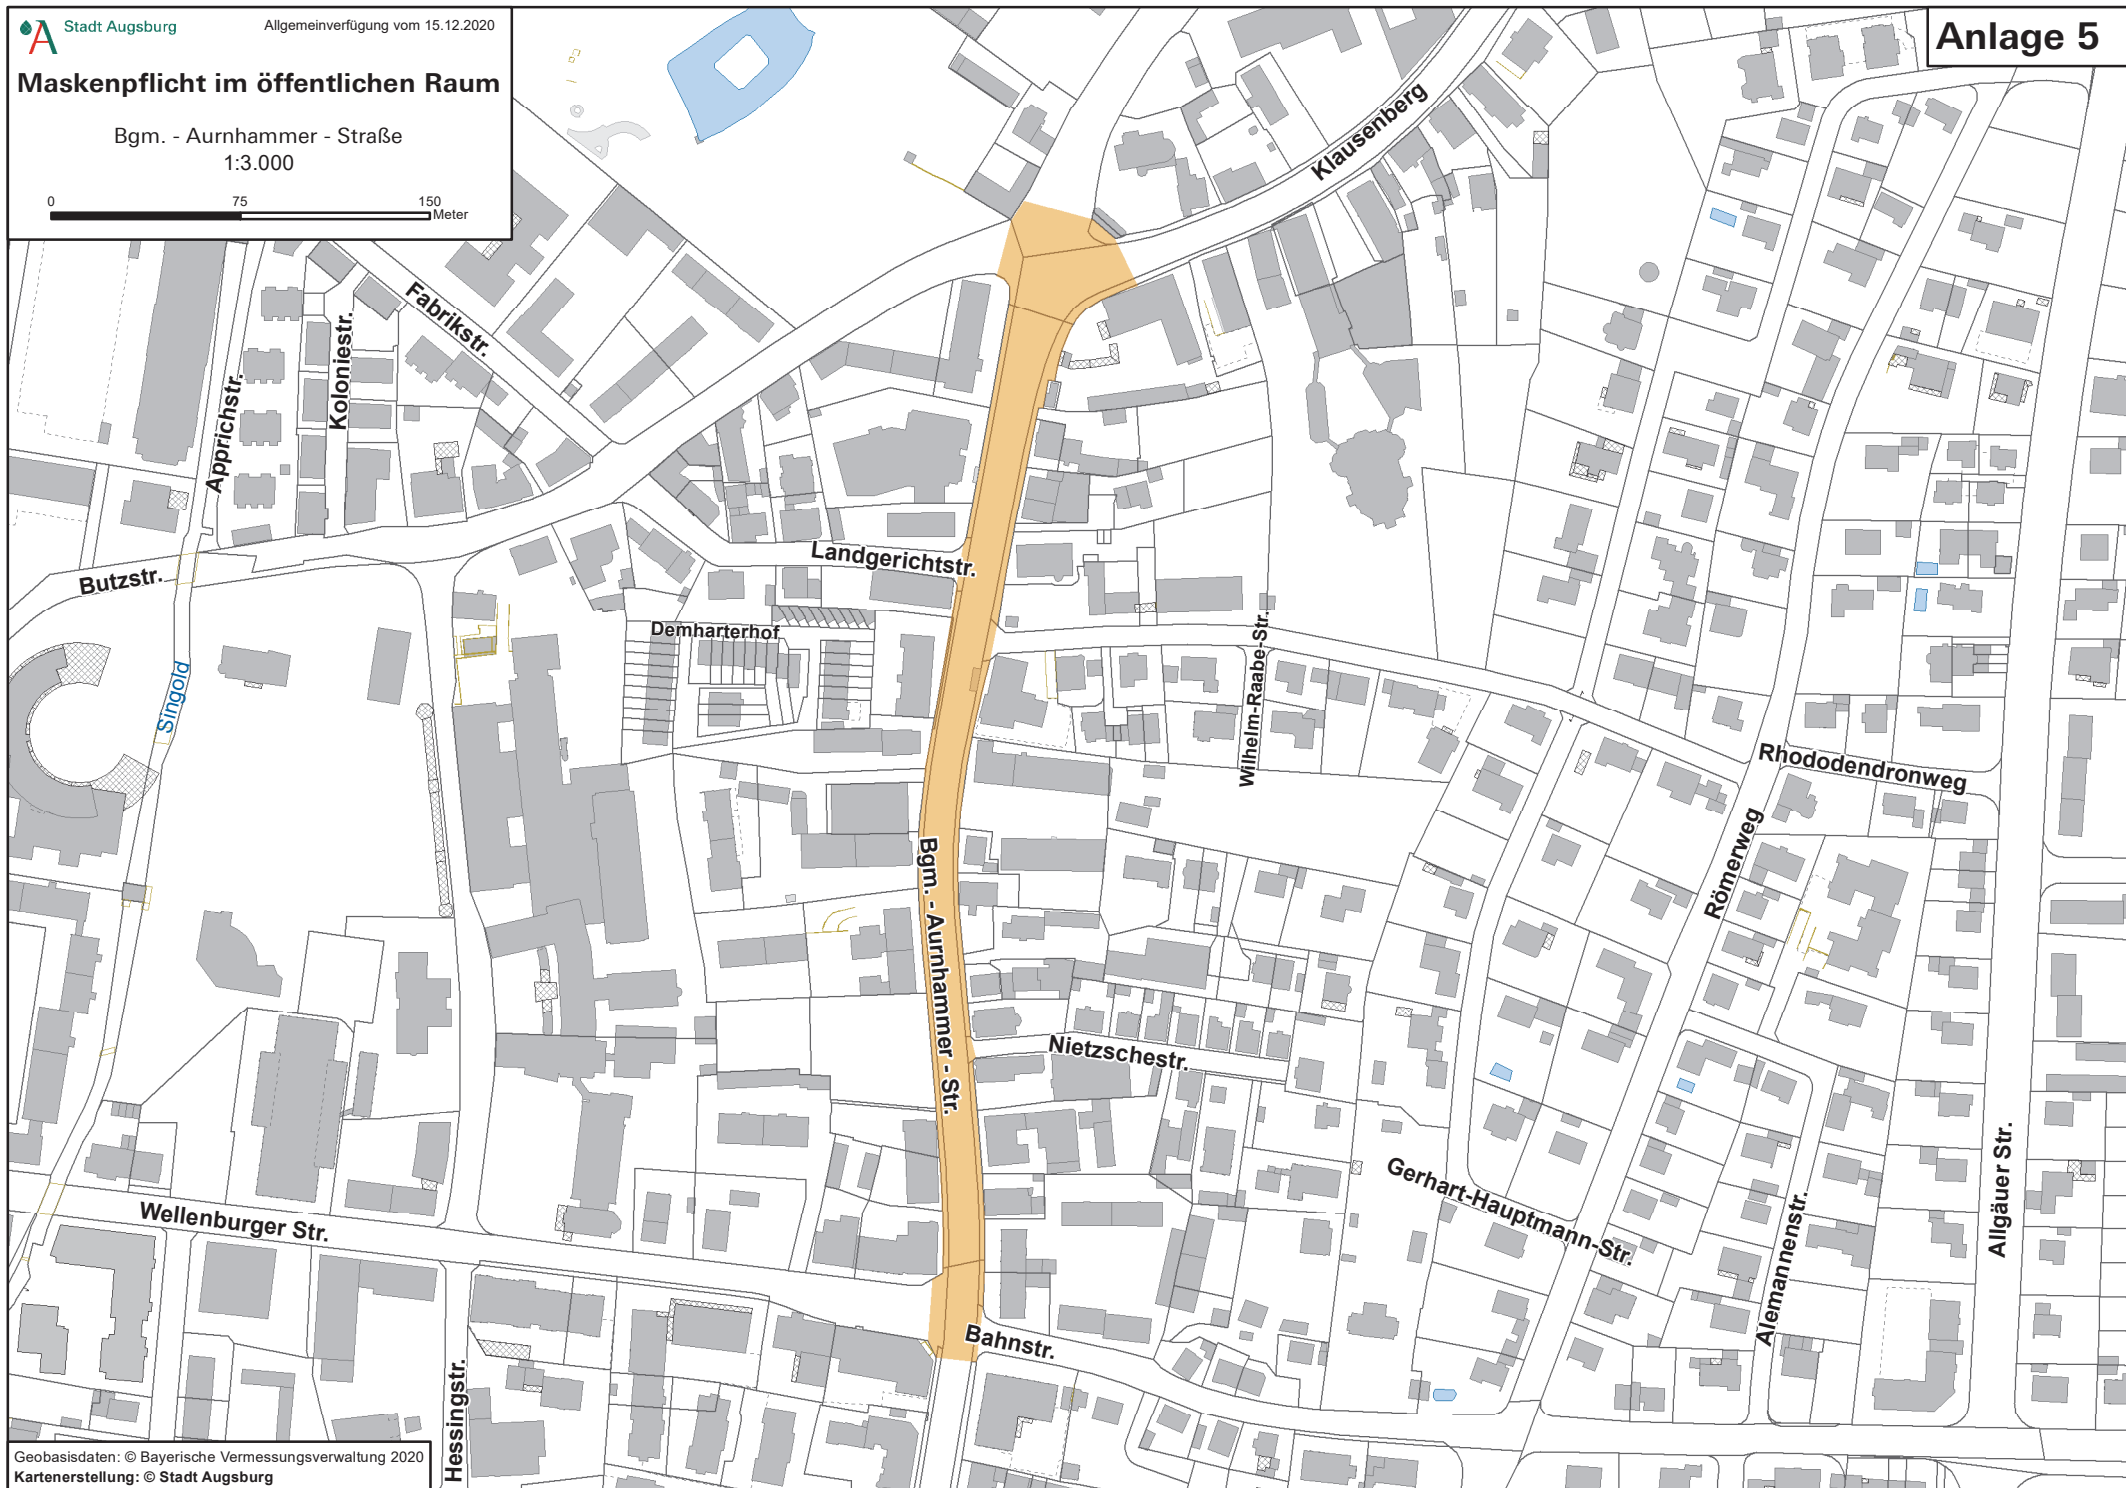 Stadt Augsburg
Allgemeinverfügung vom 15.12.2020
Maskenpflicht im öffentlichen Raum
Bgm. - Aurnhammer - Straße
1:3.000
0 75 150
Meter
Anlage 5
Klausenberg
Fabrikstr.
Koloniestr.
Apprichstr.
Landgerichtstr.
Butzstr.
Demharterhof
Singold
Wilhelm-Raabe-Str.
Rhododendronweg
Römerweg
Bgm. - Aurnhammer - Str.
Nietzschestr.
Gerhart-Hauptmann-Str.
Allgäuer Str.
Alemannenstr.
Wellenburger Str.
Bahnstr.
Hessingstr.
Geobasisdaten: © Bayerische Vermessungsverwaltung 2020
Kartenerstellung: © Stadt Augsburg